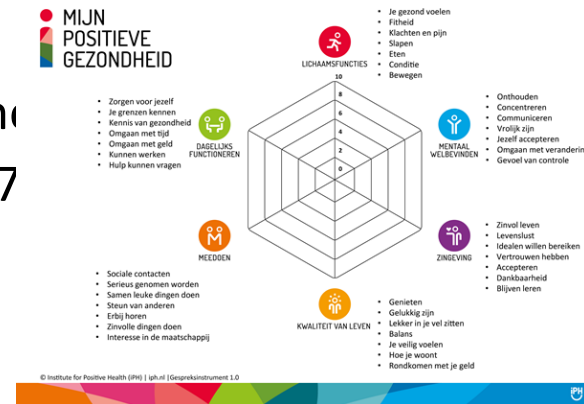 MIJN
POSITIEVE
GEZONDHEID
7
Je gezond voelen
Fitheid
Klachten en pijn
Slapen
Eten
Conditie
Bewegen
LICHAAMSFUNCTIES
10
8
6
4
2
0
Onthouden
Concentreren
Communiceren
Vrolijk zijn
Jezelf accepteren
Omgaan met veranderin
Gevoel van controle
MENTAAL
WELBEVINDEN
Zinvol leven
Levenslust
Idealen willen bereiken
Vertrouwen hebben
Accepteren
Dankbaarheid
Blijven leren
ZINGEVING
Genieten
Gelukkig zijn
Lekker in je vel zitten
Balans
Je veilig voelen
Hoe je woont
Rondkomen met je geld
KWALITEIT VAN LEVEN
MEEDOEN
Sociale contacten
Serieus genomen worden
Samen leuke dingen doen
Steun van anderen
Erbij horen
Zinvolle dingen doen
Interesse in de maatschappij
Zorgen voor jezelf
Je grenzen kennen
Kennis van gezondheid
Omgaan met tijd
Omgaan met geld
Kunnen werken
Hulp kunnen vragen
DAGELIJKS
FUNCTIONEREN
© Institute for Positive Health (iPH) | iph.nl |Gespreksinstrument 1.0
iPH